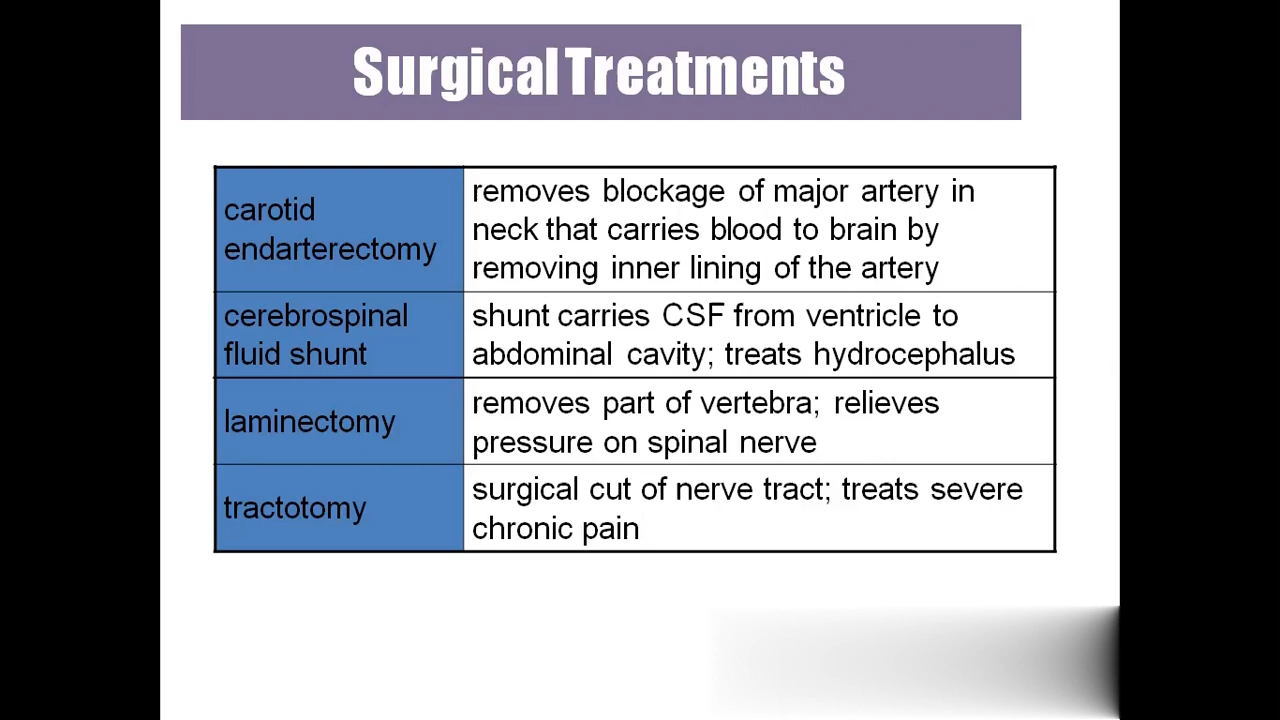 Surgical Treatments
carotid
endarterectomy
removes blockage of major artery in
neck that carries blood to brain by
removing inner lining of the artery
cerebrospinal
fluid shunt
shunt carries CSF from ventricle to
abdominal cavity; treats hydrocephalus
laminectomy
removes part of vertebra; relieves
pressure on spinal nerve
tractotomy
surgical cut of nerve tract; treats severe
chronic pain